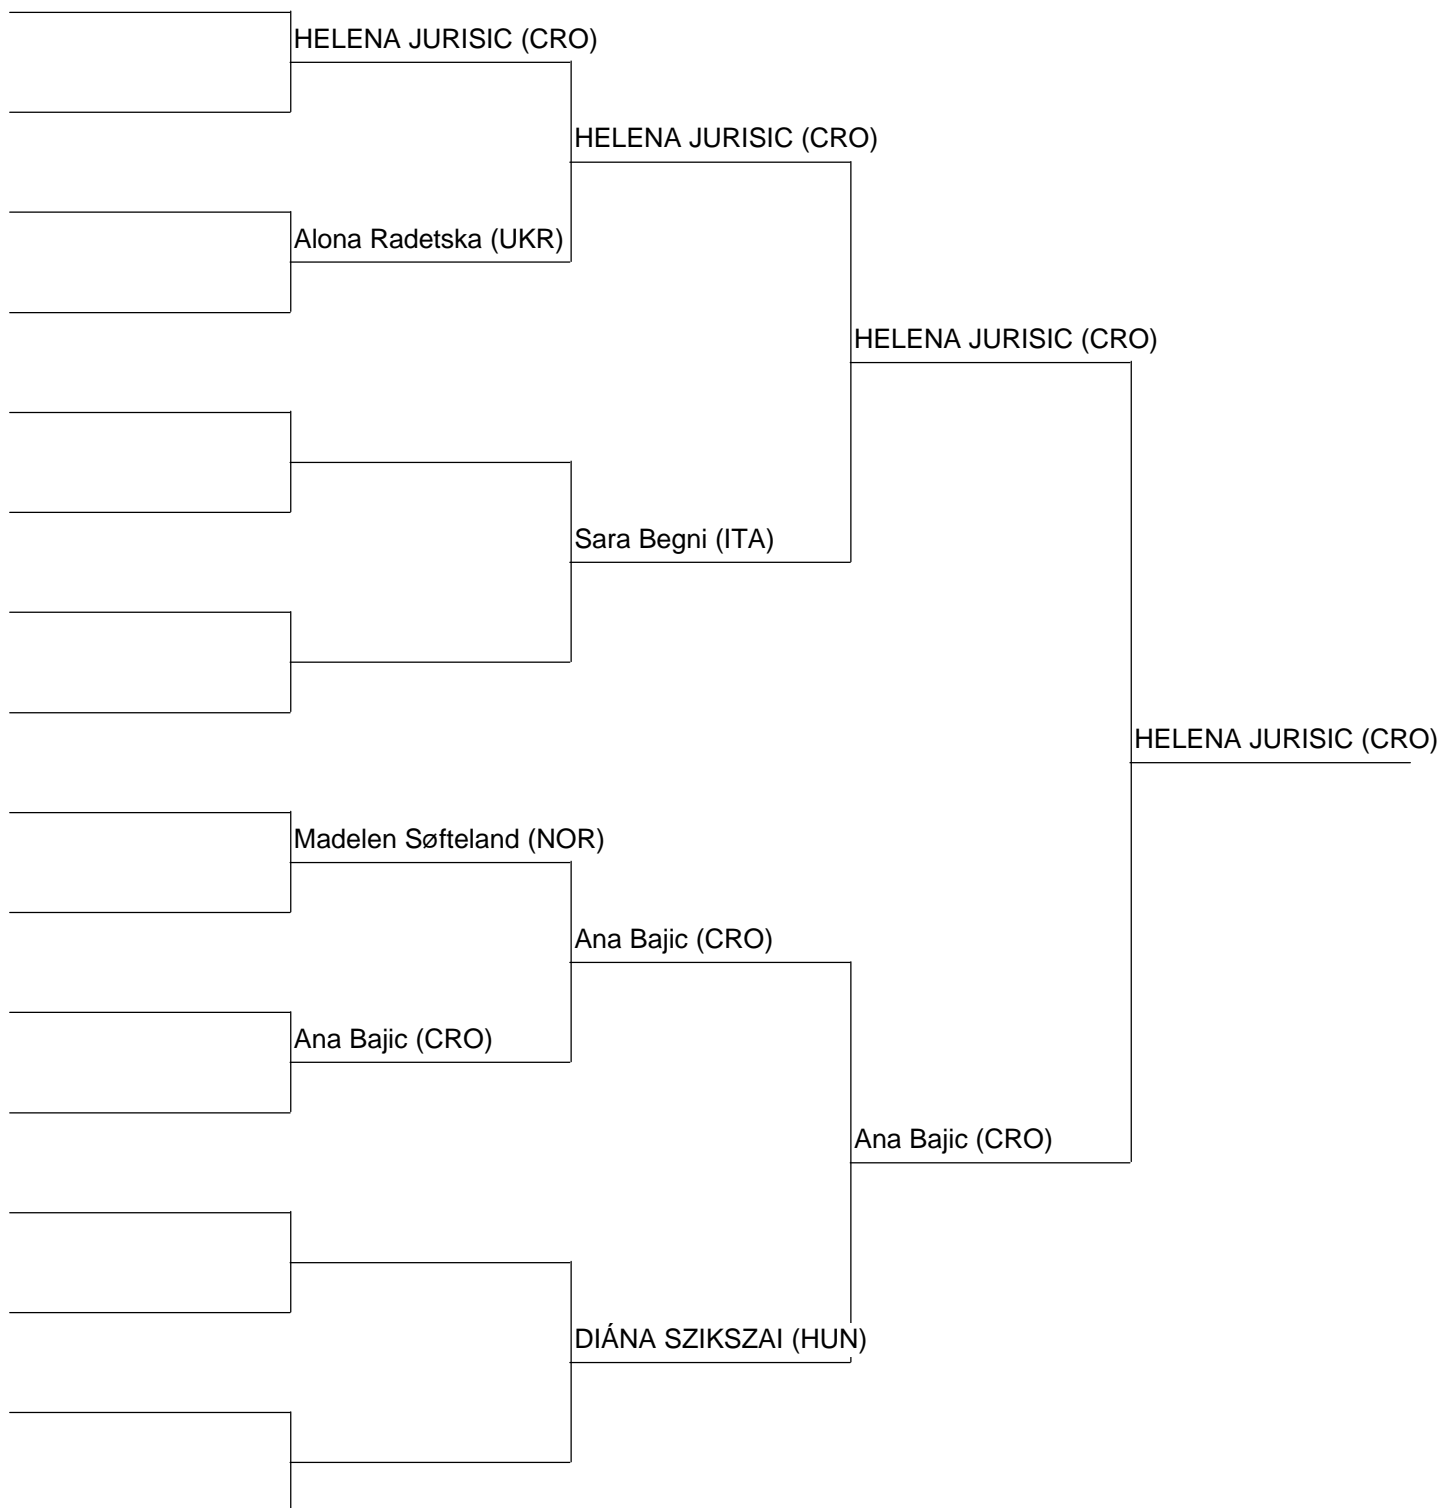 HELENA JURISIC (CRO)
HELENA JURISIC (CRO)
Alona Radetska (UKR)
HELENA JURISIC (CRO)
Sara Begni (ITA)
HELENA JURISIC (CRO)
Madelen Søfteland (NOR)
Ana Bajic (CRO)
Ana Bajic (CRO)
Ana Bajic (CRO)
DIÁNA SZIKSZAI (HUN)